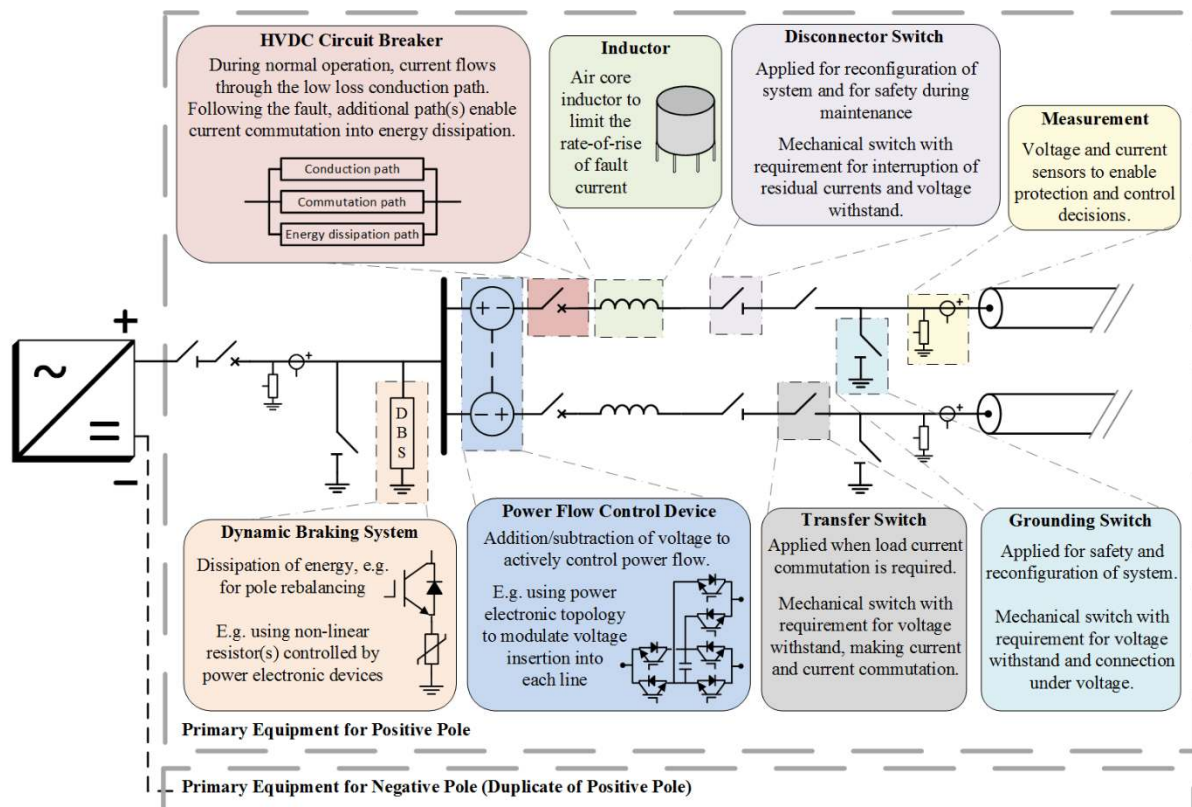 HVDC Circuit Breaker
During normal operation, current flows
through the low loss conduction path.
Following the fault, additional path(s) enable
current commutation into energy dissipation.
Conduction path
Commutation path
Energy dissipation path
Inductor
Air core
inductor to
limit the
rate-of-rise
of fault
current
Disconnector Switch
Applied for reconfiguration of
system and for safety during
maintenance
Mechanical switch with
requirement for interruption of
residual currents and voltage
withstand.
Measurement
Voltage and current
sensors to enable
protection and control
decisions.
+
~
=
−
+
D
B
S
+ −
− +
+
+
Dynamic Braking System
Dissipation of energy, e.g.
for pole rebalancing
E.g. using non-linear
resistor(s) controlled by
power electronic devices
Power Flow Control Device
Addition/subtraction of voltage to
actively control power flow.
E.g. using power
electronic topology
to modulate voltage
insertion into
each line
Transfer Switch
Applied when load current
commutation is required.
Mechanical switch with
requirement for voltage
withstand, making current
and current commutation.
Grounding Switch
Applied for safety and
reconfiguration of system.
Mechanical switch with
requirement for voltage
withstand and connection
under voltage.
Primary Equipment for Positive Pole
Primary Equipment for Negative Pole (Duplicate of Positive Pole)